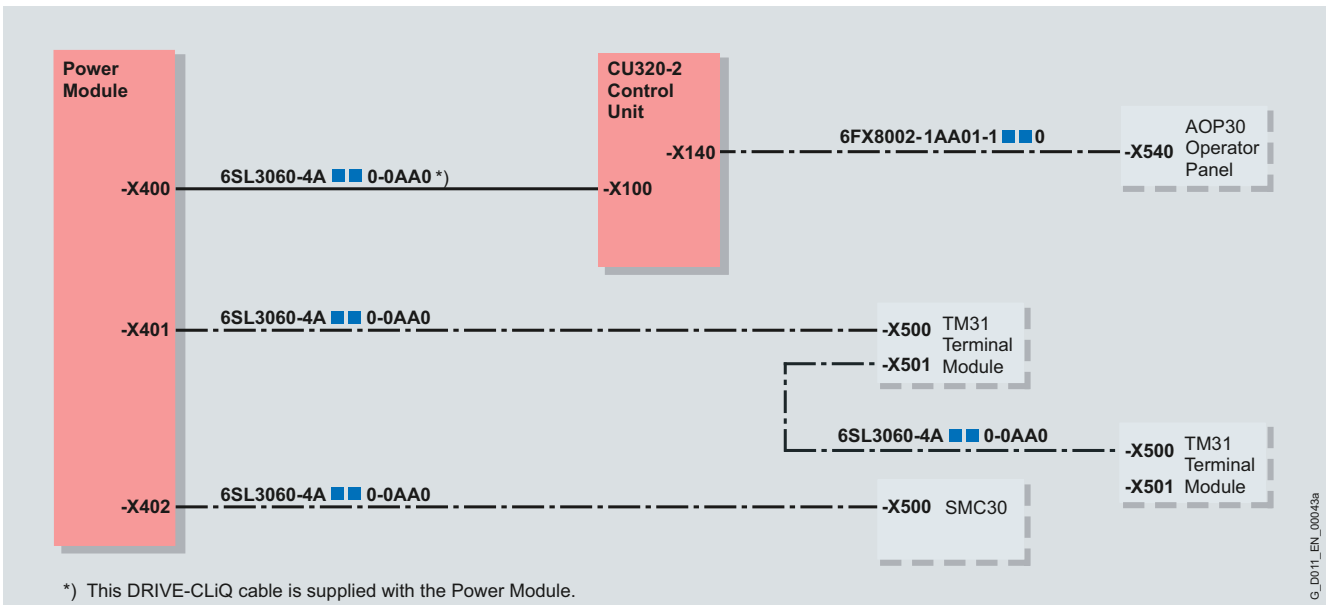 Power
Module
CU320-2
Control
Unit
6FX8002-1AA01-1 ■■ 0
AOP30
Operator
Panel
-X140
-X540
6SL3060-4A ■■ 0-0AA0 *)
-X400
-X100
6SL3060-4A ■■ 0-0AA0
-X401
-X500 TM31
Terminal
-X501 Module
6SL3060-4A ■■ 0-0AA0
-X500 TM31
Terminal
-X501 Module
6SL3060-4A ■■ 0-0AA0
-X402
-X500 SMC30
*) This DRIVE-CLiQ cable is supplied with the Power Module.
G_D011_EN_00043a